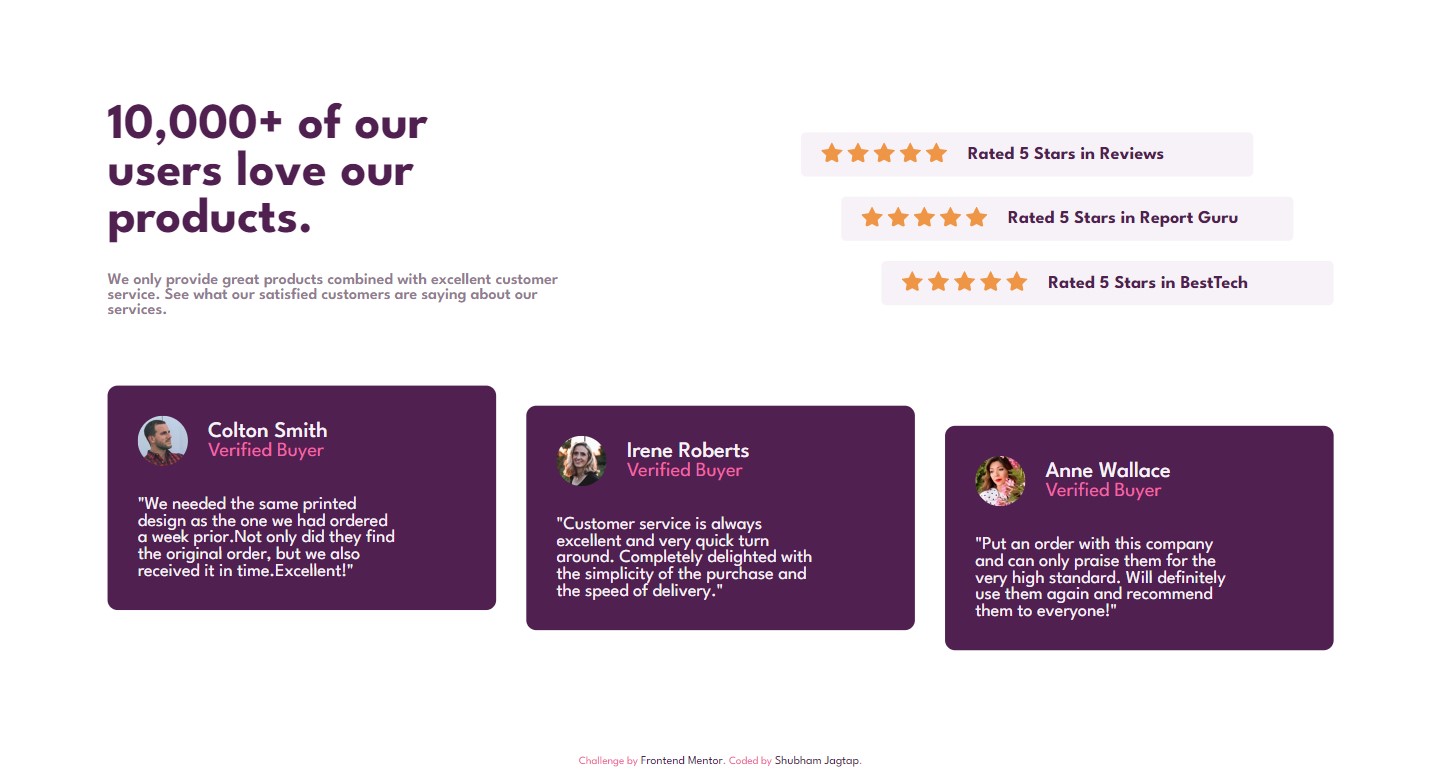 10,000+ of our
users love our
products.
We only provide great products combined with excellent customer
service. See what our satisfied customers are saying about our
services.
Rated 5 Stars in Reviews
Rated 5 Stars in Report Guru
Rated 5 Stars in BestTech
Colton Smith
Verified Buyer
"We needed the same printed
design as the one we had ordered
a week prior.Not only did they find
the original order, but we also
received it in time.Excellent!"
Irene Roberts
Verified Buyer
"Customer service is always
excellent and very quick turn
around. Completely delighted with
the simplicity of the purchase and
the speed of delivery."
Anne Wallace
Verified Buyer
"Put an order with this company
and can only praise them for the
very high standard. Will definitely
use them again and recommend
them to everyone!"
Challenge by Frontend Mentor. Coded by Shubham Jagtap.